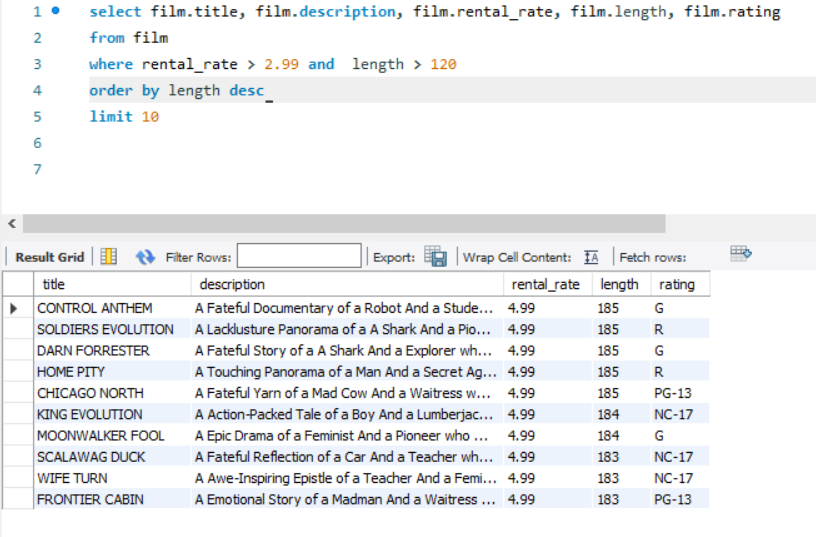 1 select film.title, film.description, film.rental_rate, film.length, film.rating
2 from film
3 where rental_rate > 2.99 and length > 120
4 order by length desc
5 limit 10
6
7
Result Grid Filter Rows: Export: Wrap Cell Content: Fetch rows:
title description rental_rate length rating
CONTROL ANTHEM A Fateful Documentary of a Robot And a Stude... 4.99 185 G
SOLDIERS EVOLUTION A Lacklusture Panorama of a A Shark And a Pio... 4.99 185 R
DARN FORRESTER A Fateful Story of a A Shark And a Explorer wh... 4.99 185 G
HOME PITY A Touching Panorama of a Man And a Secret Ag... 4.99 185 R
CHICAGO NORTH A Fateful Yarn of a Mad Cow And a Waitress w... 4.99 185 PG-13
KING EVOLUTION A Action-Packed Tale of a Boy And a Lumberjac... 4.99 184 NC-17
MOONWALKER FOOL A Epic Drama of a Feminist And a Pioneer who ... 4.99 184 G
SCALAWAG DUCK A Fateful Reflection of a Car And a Teacher wh... 4.99 183 NC-17
WIFE TURN A Awe-Inspiring Epistle of a Teacher And a Femi... 4.99 183 NC-17
FRONTIER CABIN A Emotional Story of a Madman And a Waitress ... 4.99 183 PG-13